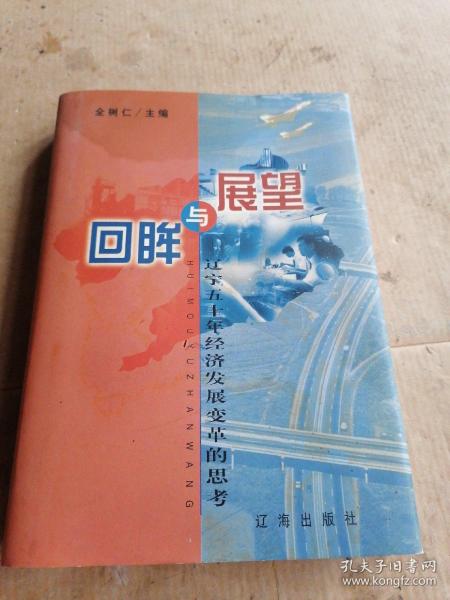 全树仁/主编
回眸与展望
辽宁五十年经济发展变革的思考
HUIMOUYUZHANWANG
辽海出版社
孔夫子旧书网
www.kongfz.com